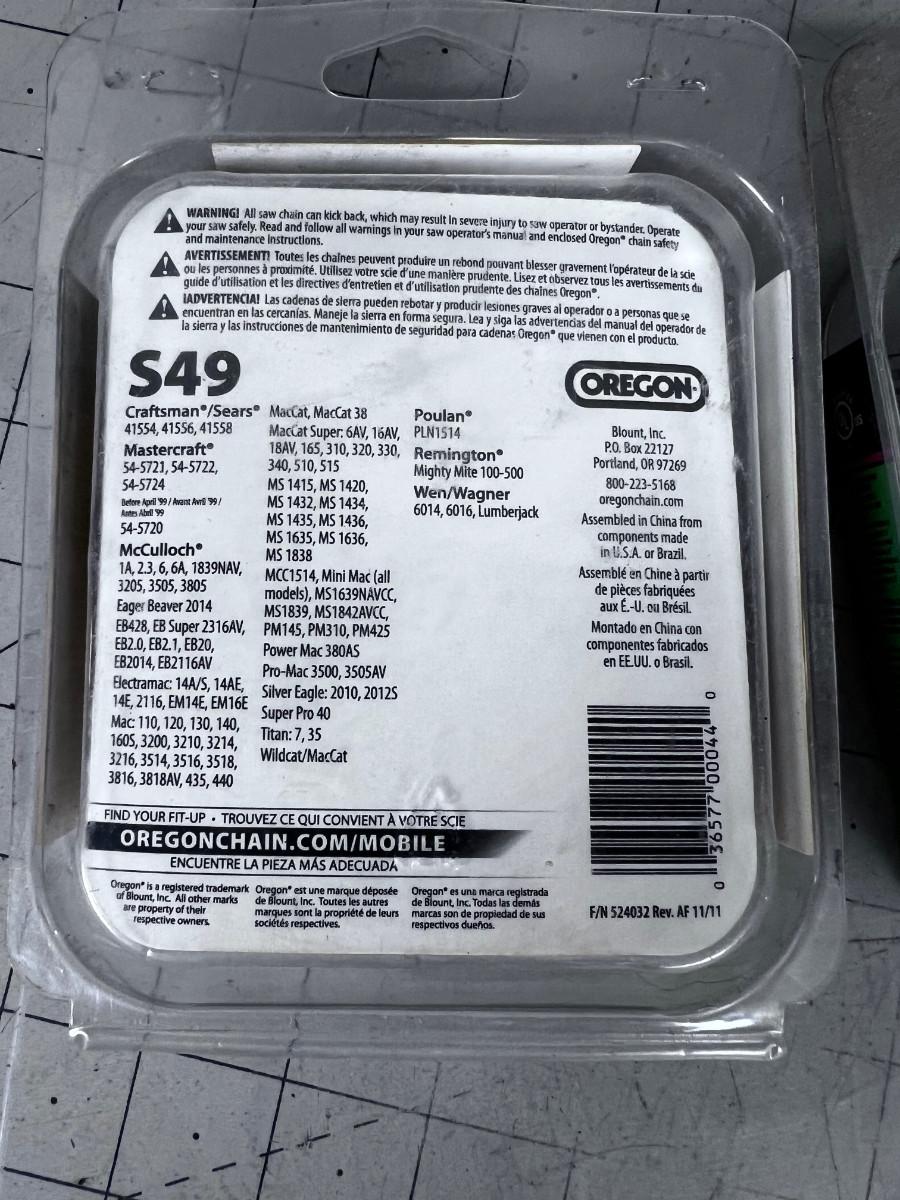 WARNING! All saw chain can kick back, which may result In severe injury to saw operator or bystander. Operate
your saw safely. Read and follow all warnings in your saw operator's manual and enclosed Oregon® chain safety
and maintenance instructions.
AVERTISSEMENT! Toutes les chaînes peuvent produire un rebond pouvant blesser gravement l'opérateur de la scie
ou les personnes à proximité. Utilisez votre scie d'une manière prudente. Lisez et observez tous les avertissements du
guide d'utilisation et les directives d'entretien et d'utilisation prudente des chaînes Oregon®.
¡ADVERTENCIA! Las cadenas de sierra pueden rebotar y producir lesiones graves al operador o a personas que se
encuentran en las cercanías. Maneje la sierra en forma segura. Lea y siga las advertencias del manual del operador de
la sierra y las instrucciones de mantenimiento de seguridad para cadenas Oregon® que vienen con el producto.
S49
Craftsman®/Sears®
41554, 41556, 41558
Mastercraft®
54-5721, 54-5722,
54-5724
Before April '99 / Avant Avril '99 /
Antes Abril '99
54-5720
McCulloch®
1A, 2.3, 6, 6A, 1839NAV,
3205, 3505, 3805
Eager Beaver 2014
EB428, EB Super 2316AV,
EB2.0, EB2.1, EB20,
EB2014, EB2116AV
Electramac: 14A/S, 14AE,
14E, 2116, EM14E, EM16E
Mac: 110, 120, 130, 140,
160S, 3200, 3210, 3214,
3216, 3514, 3516, 3518,
3816, 3818AV, 435, 440
MacCat, MacCat 38
MacCat Super: 6AV, 16AV,
18AV, 165, 310, 320, 330,
340, 510, 515
MS 1415, MS 1420,
MS 1432, MS 1434,
MS 1435, MS 1436,
MS 1635, MS 1636,
MS 1838
MCC1514, Mini Mac (all
models), MS1639NAVCC,
MS1839, MS1842AVCC,
PM145, PM310, PM425
Power Mac 380AS
Pro-Mac 3500, 3505AV
Silver Eagle: 2010, 2012S
Super Pro 40
Titan: 7, 35
Wildcat/MacCat
Poulan®
PLN1514
Remington®
Mighty Mite 100-500
Wen/Wagner
6014, 6016, Lumberjack
OREGON
Blount, Inc.
P.O. Box 22127
Portland, OR 97269
800-223-5168
oregonchain.com
Assembled in China from
components made
in U.S.A. or Brazil.
Assemblé en Chine à partir
de pièces fabriquées
aux É.-U. ou Brésil.
Montado en China con
componentes fabricados
en EE.UU. o Brasil.
0 36577 00044 0
FIND YOUR FIT-UP • TROUVEZ CE QUI CONVIENT À VOTRE SCIE
OREGONCHAIN.COM/MOBILE
ENCUENTRE LA PIEZA MÁS ADECUADA
Oregon® is a registered trademark
of Blount, Inc. All other marks
are property of their
respective owners.
Oregon® est une marque déposée
de Blount, Inc. Toutes les autres
marques sont la propriété de leurs
sociétés respectives.
Oregon® es una marca registrada
de Blount, Inc. Todas las demás
marcas son de propiedad de sus
respectivos dueños.
F/N 524032 Rev. AF 11/11